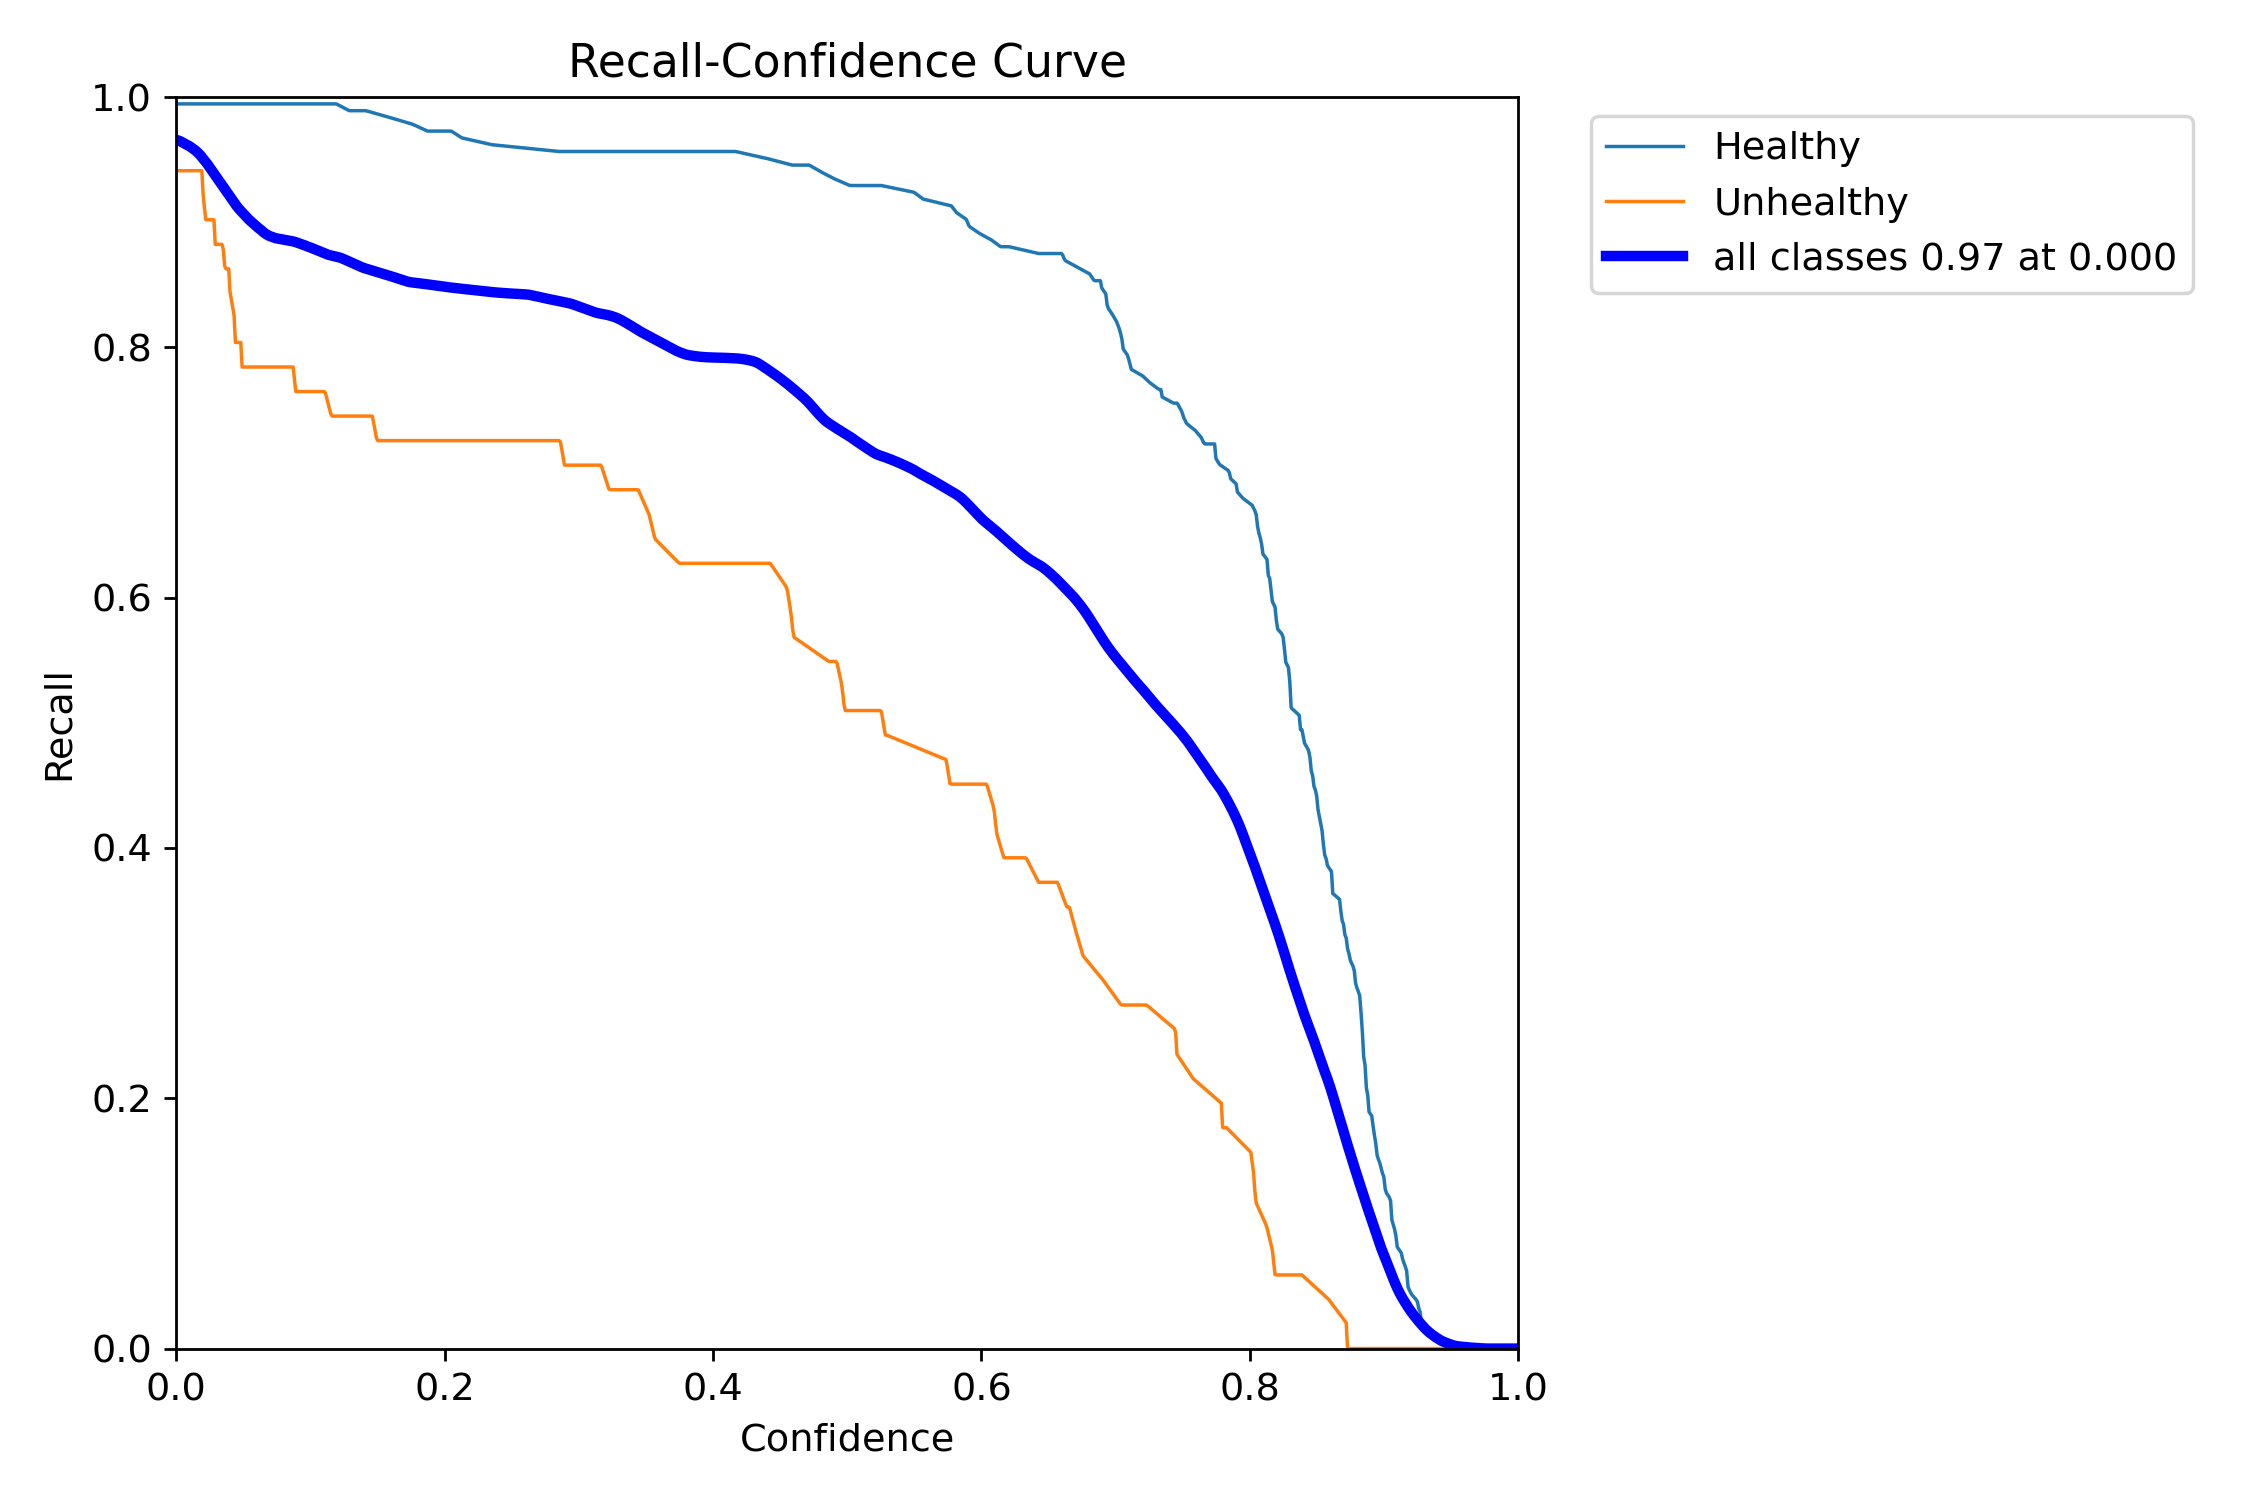 Recall-Confidence Curve
1.0
0.8
0.6
0.4
0.2
0.0
Recall
0.0 0.2 0.4 0.6 0.8 1.0
Confidence
Healthy
Unhealthy
all classes 0.97 at 0.000